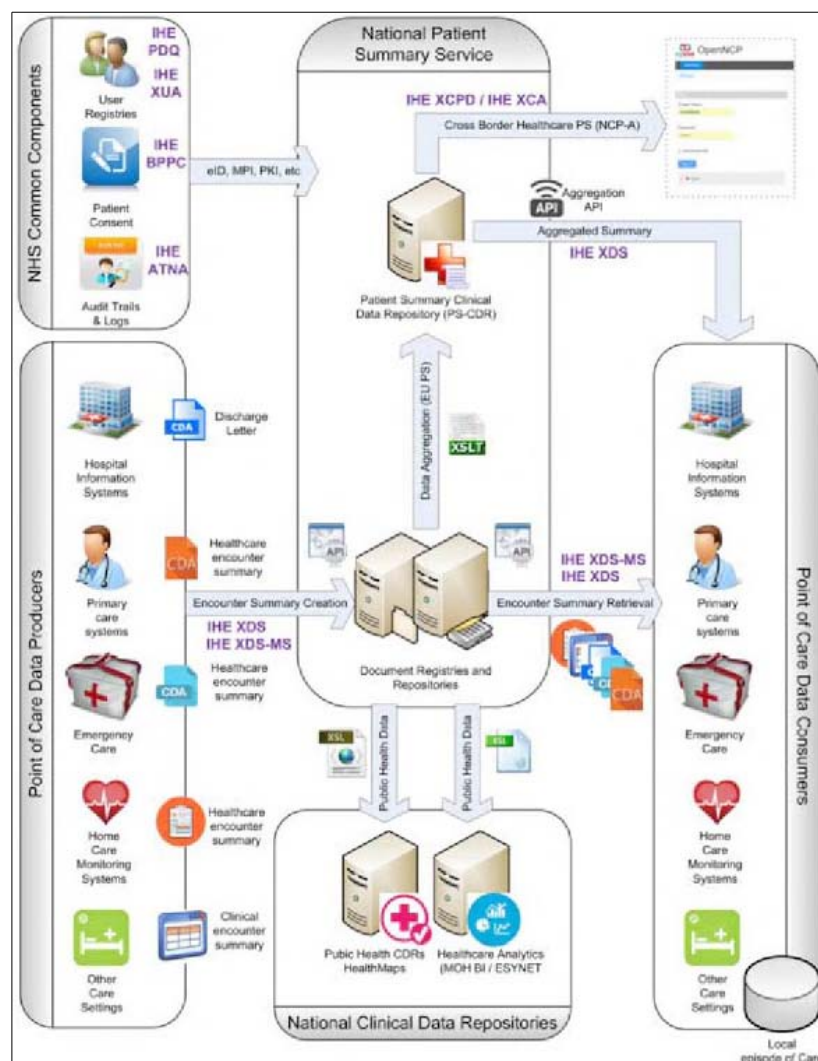 NHS Common Components
IHE
PDQ
IHE
XUA
User
Registries
IHE
BPPC
Patient
Consent
IHE
ATNA
Audit Trails
& Logs
eID, MPI, PKI, etc
National Patient
Summary Service
IHE XCPD / IHE XCA
Cross Border Healthcare PS (NCP-A)
OpenNCP
API
Aggregation
API
Aggregated Summary
IHE XDS
Patient Summary Clinical
Data Repository (PS-CDR)
Data Aggregation (EU PS)
XSLT
Point of Care Data Producers
Hospital
Information
Systems
CDA
Discharge
Letter
Primary
care
systems
CDA
Healthcare
encounter
summary
Encounter Summary Creation
IHE XDS
IHE XDS-MS
Emergency
Care
CDA
Healthcare
encounter
summary
Home
Care
Monitoring
Systems
Healthcare
encounter
summary
Other
Care
Settings
Clinical
encounter
summary
API
API
Document Registries and
Repositories
IHE XDS-MS
IHE XDS
Encounter Summary Retrieval
CDA
XSL
Public Health Data
Public Health Data
XSL
Pubic Health CDRs
HealthMaps
Healthcare Analytics
(MOH BI / ESYNET
National Clinical Data Repositories
Point of Care Data Consumers
Hospital
Information
Systems
Primary
care
systems
Emergency
Care
Home
Care
Monitoring
Systems
Other
Care
Settings
Local
episode of Care